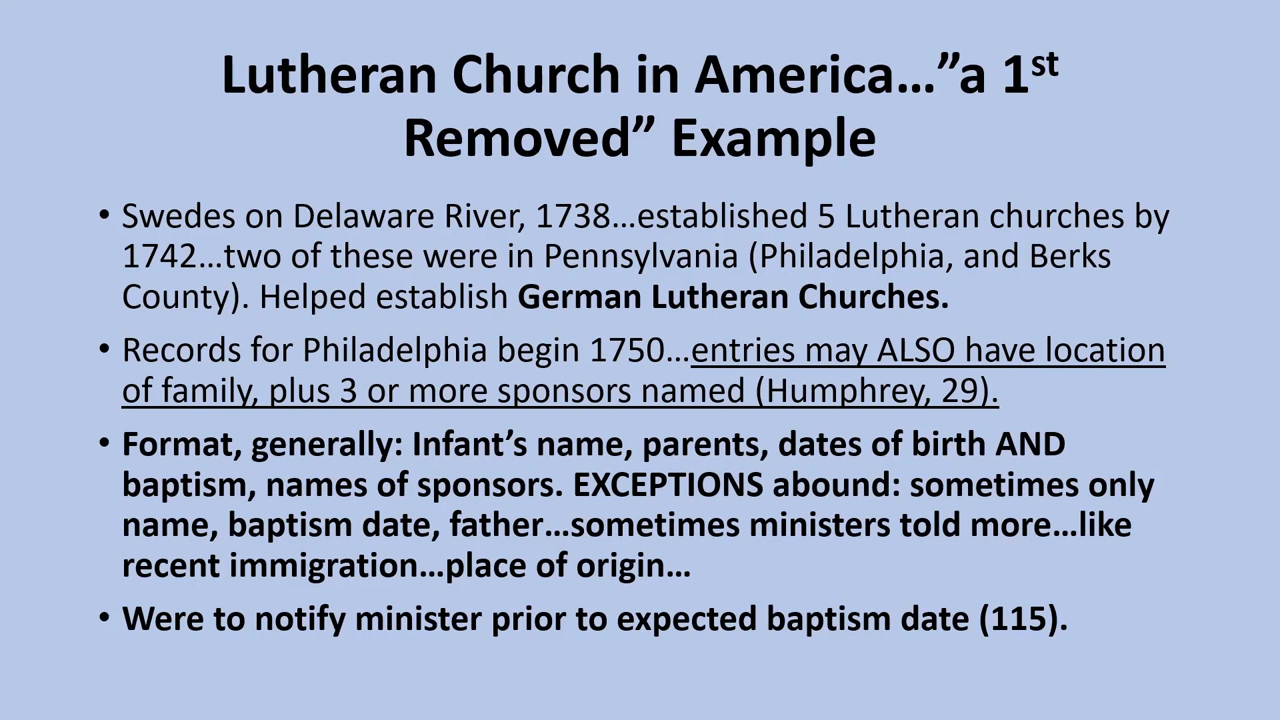 Lutheran Church in America…”a 1st
Removed” Example
• Swedes on Delaware River, 1738…established 5 Lutheran churches by
1742…two of these were in Pennsylvania (Philadelphia, and Berks
County). Helped establish German Lutheran Churches.
• Records for Philadelphia begin 1750…entries may ALSO have location
of family, plus 3 or more sponsors named (Humphrey, 29).
• Format, generally: Infant’s name, parents, dates of birth AND
baptism, names of sponsors. EXCEPTIONS abound: sometimes only
name, baptism date, father…sometimes ministers told more…like
recent immigration…place of origin…
• Were to notify minister prior to expected baptism date (115).